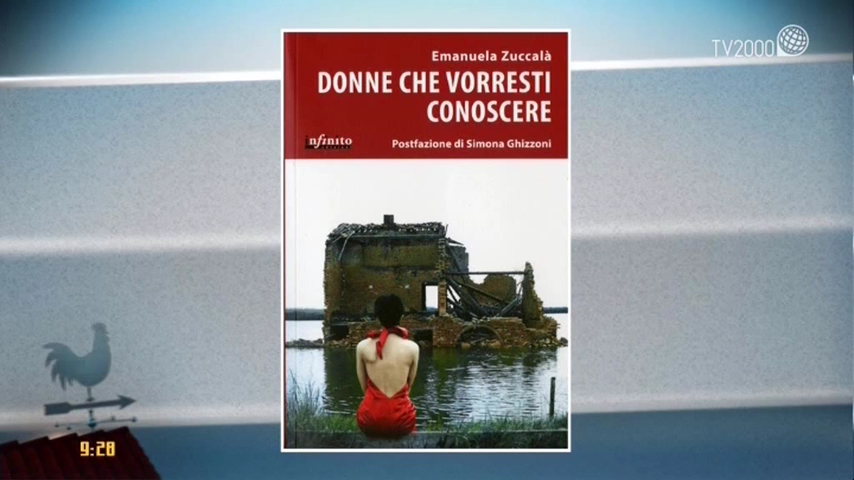 TV2000
Emanuela Zuccalà
DONNE CHE VORRESTI
CONOSCERE
infinito
Postfazione di Simona Ghizzoni
9:28